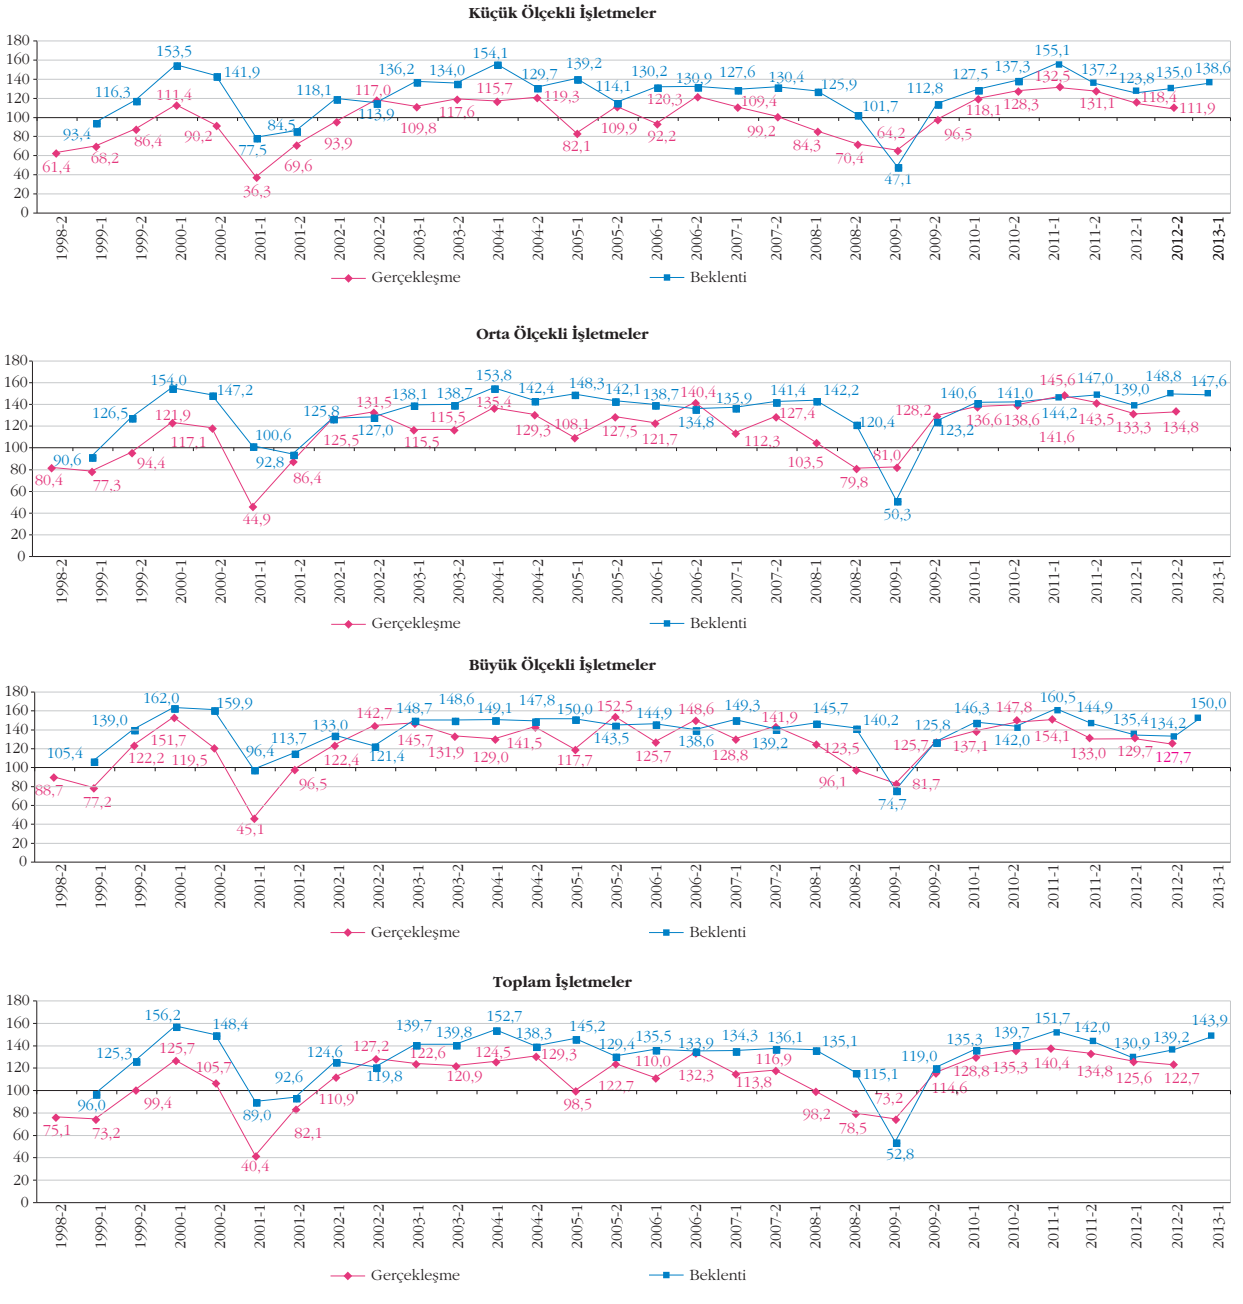 Küçük Ölçekli İşletmeler
180
160
140
120
100
80
60
40
20
0
93,4 116,3 153,5 141,9 77,5 84,5 118,1 113,9 136,2 134,0 154,1 129,7 139,2 114,1 130,2 130,9 127,6 130,4 125,9 101,7 47,1 112,8 127,5 137,3 155,1 137,2 123,8 135,0 138,6
61,4 68,2 86,4 111,4 90,2 36,3 69,6 93,9 117,0 109,8 117,6 115,7 119,3 82,1 109,9 92,2 120,3 109,4 99,2 84,3 70,4 64,2 96,5 118,1 128,3 132,5 131,1 118,4 111,9
1998-2 1999-1 1999-2 2000-1 2000-2 2001-1 2001-2 2002-1 2002-2 2003-1 2003-2 2004-1 2004-2 2005-1 2005-2 2006-1 2006-2 2007-1 2007-2 2008-1 2008-2 2009-1 2009-2 2010-1 2010-2 2011-1 2011-2 2012-1 2012-2 2013-1
Gerçekleşme Beklenti
Orta Ölçekli İşletmeler
180
160
140
120
100
80
60
40
20
0
90,6 126,5 154,0 147,2 100,6 92,8 125,8 127,0 138,1 138,7 153,8 142,4 148,3 142,1 138,7 134,8 135,9 141,4 142,2 120,4 50,3 123,2 140,6 141,0 144,2 147,0 139,0 148,8 147,6
80,4 77,3 94,4 121,9 117,1 44,9 86,4 125,5 131,5 115,5 115,5 135,4 129,3 108,1 127,5 121,7 140,4 112,3 127,4 103,5 79,8 81,0 128,2 136,6 138,6 141,6 145,6 143,5 133,3 134,8
1998-2 1999-1 1999-2 2000-1 2000-2 2001-1 2001-2 2002-1 2002-2 2003-1 2003-2 2004-1 2004-2 2005-1 2005-2 2006-1 2006-2 2007-1 2007-2 2008-1 2008-2 2009-1 2009-2 2010-1 2010-2 2011-1 2011-2 2012-1 2012-2 2013-1
Gerçekleşme Beklenti
Büyük Ölçekli İşletmeler
180
160
140
120
100
80
60
40
20
0
105,4 139,0 162,0 159,9 96,4 113,7 133,0 121,4 148,7 148,6 149,1 147,8 150,0 143,5 144,9 138,6 149,3 139,2 145,7 140,2 74,7 125,8 146,3 142,0 160,5 144,9 135,4 134,2 150,0
88,7 77,2 122,2 151,7 119,5 45,1 96,5 122,4 142,7 145,7 131,9 129,0 141,5 117,7 152,5 125,7 148,6 128,8 141,9 123,5 96,1 81,7 125,7 137,1 147,8 154,1 133,0 129,7 127,7
1998-2 1999-1 1999-2 2000-1 2000-2 2001-1 2001-2 2002-1 2002-2 2003-1 2003-2 2004-1 2004-2 2005-1 2005-2 2006-1 2006-2 2007-1 2007-2 2008-1 2008-2 2009-1 2009-2 2010-1 2010-2 2011-1 2011-2 2012-1 2012-2 2013-1
Gerçekleşme Beklenti
Toplam İşletmeler
180
160
140
120
100
80
60
40
20
0
96,0 125,3 156,2 148,4 89,0 92,6 124,6 119,8 139,7 139,8 152,7 138,3 145,2 129,4 135,5 133,9 134,3 136,1 135,1 115,1 52,8 119,0 135,3 139,7 151,7 142,0 130,9 139,2 143,9
75,1 73,2 99,4 125,7 105,7 40,4 82,1 110,9 127,2 122,6 120,9 124,5 129,3 98,5 122,7 110,0 132,3 113,8 116,9 98,2 78,5 73,2 114,6 128,8 135,3 140,4 134,8 125,6 122,7
1998-2 1999-1 1999-2 2000-1 2000-2 2001-1 2001-2 2002-1 2002-2 2003-1 2003-2 2004-1 2004-2 2005-1 2005-2 2006-1 2006-2 2007-1 2007-2 2008-1 2008-2 2009-1 2009-2 2010-1 2010-2 2011-1 2011-2 2012-1 2012-2 2013-1
Gerçekleşme Beklenti